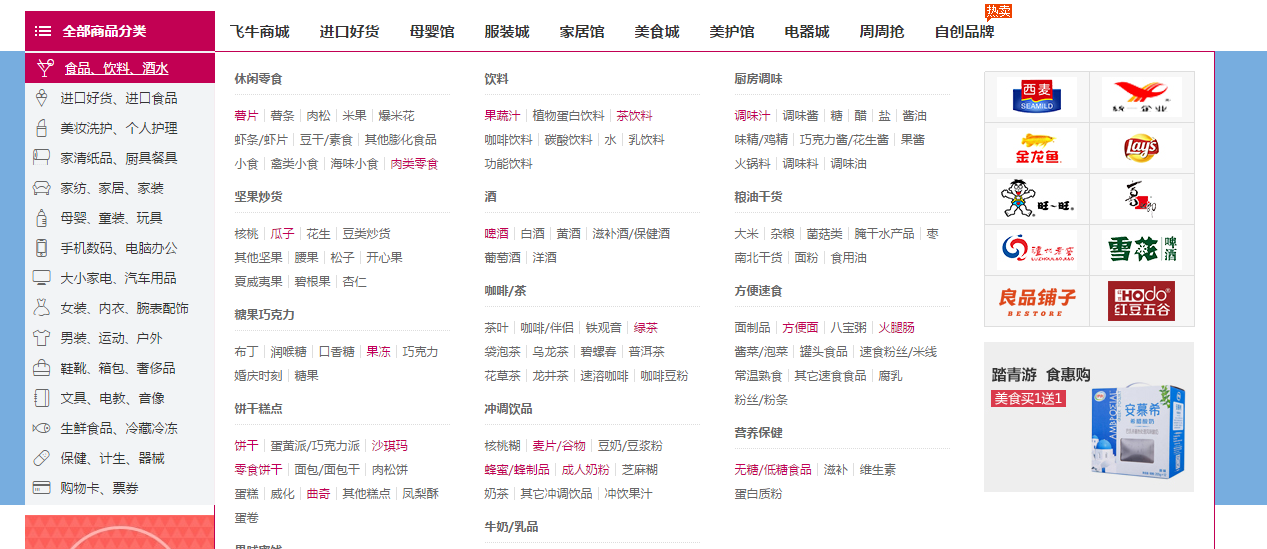 热卖
全部商品分类
飞牛商城 进口好货 母婴馆 服装城 家居馆 美食城 美护馆 电器城 周周抢 自创品牌
食品、饮料、酒水
进口好货、进口食品
美妆洗护、个人护理
家清纸品、厨具餐具
家纺、家居、家装
母婴、童装、玩具
手机数码、电脑办公
大小家电、汽车用品
女装、内衣、腕表配饰
男装、运动、户外
鞋靴、箱包、奢侈品
文具、电教、音像
生鲜食品、冷藏冷冻
保健、计生、器械
购物卡、票券
休闲零食
薯片 薯条 肉松 米果 爆米花
虾条/虾片 豆干/素食 其他膨化食品
小食 禽类小食 海味小食 肉类零食
坚果炒货
核桃 瓜子 花生 豆类炒货
其他坚果 腰果 松子 开心果
夏威夷果 碧根果 杏仁
糖果巧克力
布丁 润喉糖 口香糖 果冻 巧克力
婚庆时刻 糖果
饼干糕点
饼干 蛋黄派/巧克力派 沙琪玛
零食饼干 面包/面包干 肉松饼
蛋糕 威化 曲奇 其他糕点 凤梨酥
蛋卷
饮料
果蔬汁 植物蛋白饮料 茶饮料
咖啡饮料 碳酸饮料 水 乳饮料
功能饮料
酒
啤酒 白酒 黄酒 滋补酒/保健酒
葡萄酒 洋酒
咖啡/茶
茶叶 咖啡/伴侣 铁观音 绿茶
袋泡茶 乌龙茶 碧螺春 普洱茶
花草茶 龙井茶 速溶咖啡 咖啡豆粉
冲调饮品
核桃糊 麦片/谷物 豆奶/豆浆粉
蜂蜜/蜂制品 成人奶粉 芝麻糊
奶茶 其它冲调饮品 冲饮果汁
牛奶/乳品
厨房调味
调味汁 调味酱 糖 醋 盐 酱油
味精/鸡精 巧克力酱/花生酱 果酱
火锅料 调味料 调味油
粮油干货
大米 杂粮 菌菇类 腌干水产品 枣
南北干货 面粉 食用油
方便速食
面制品 方便面 八宝粥 火腿肠
酱菜/泡菜 罐头食品 速食粉丝/米线
常温熟食 其它速食食品 腐乳
粉丝/粉条
营养保健
无糖/低糖食品 滋补 维生素
蛋白质粉
西麦
SEAMILD
统一企业
金龙鱼
Lay's
旺~旺
泸州老窖
LUZHOULAOJIAO
雪花啤酒
良品铺子
BESTORE
HOdo
红豆五谷
踏青游 食惠购
美食买1送1
安慕希
AMBROSIAL